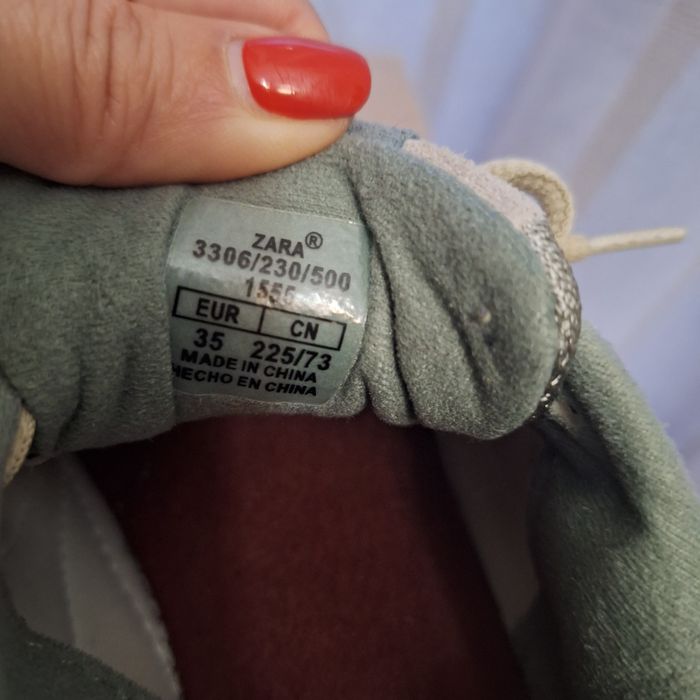 ZARA®
3306/230/500
1555
EUR CN
35 225/73
MADE IN CHINA
HECHO EN CHINA